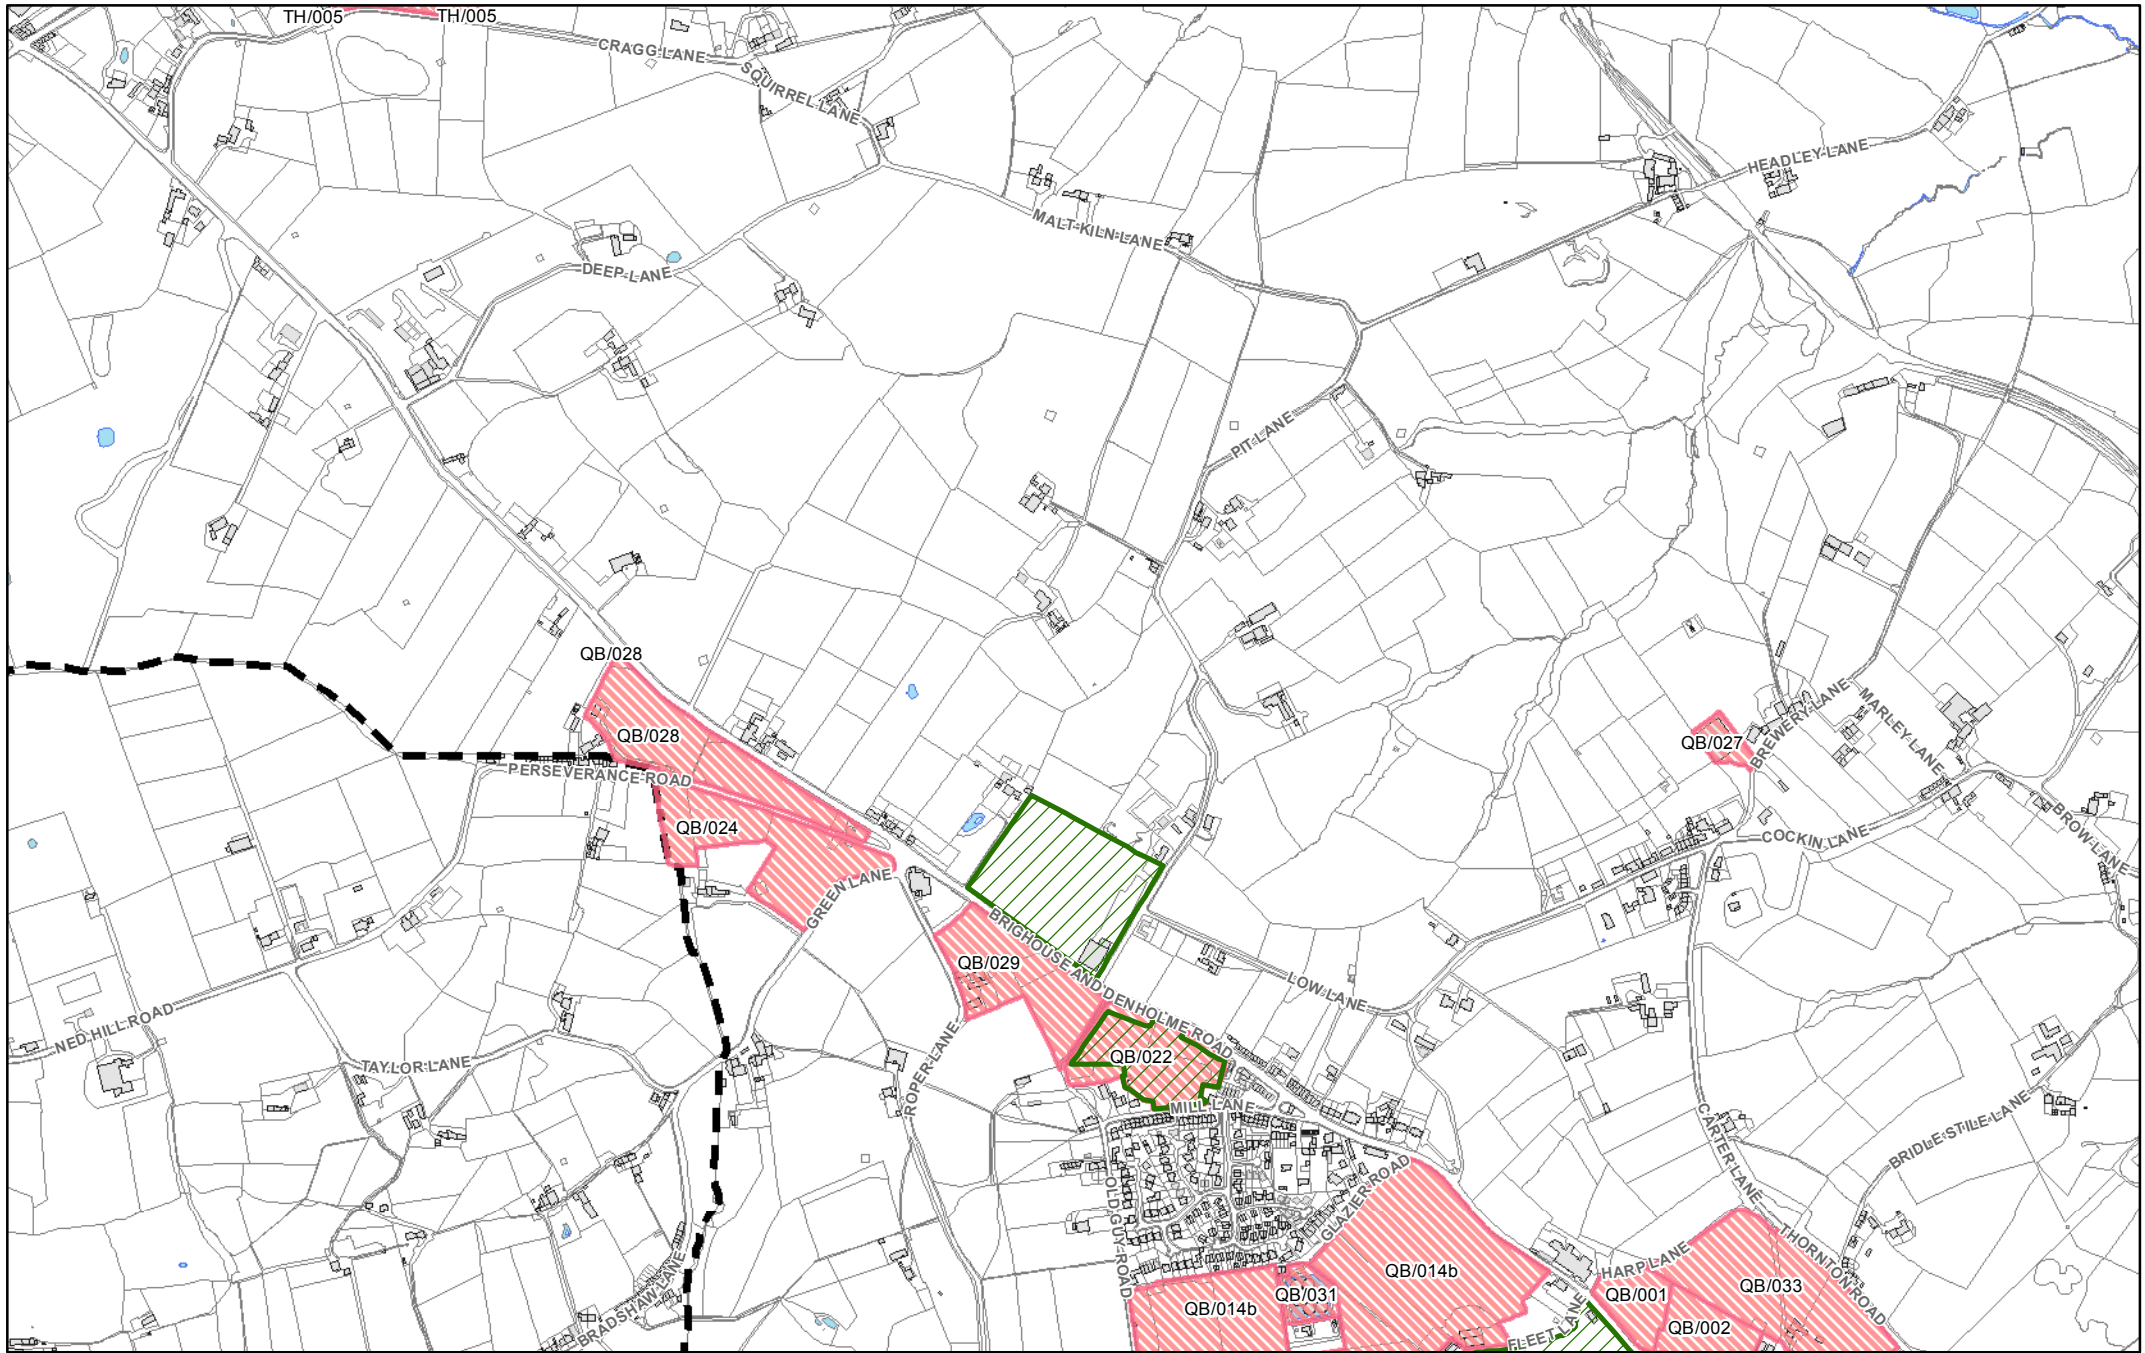 TH/005
TH/005
CRAGG LANE
SQUIRREL LANE
HEADLEY LANE
MALT KILN LANE
DEEP LANE
PIT LANE
QB/028
QB/028
PERSEVERANCE ROAD
QB/027
BREWERY LANE
MARLEY LANE
QB/024
COCKIN LANE
BROW LANE
GREEN LANE
BRIGHOUSE AND DENHOLME ROAD
QB/029
LOW LANE
NED HILL ROAD
TAYLOR LANE
ROPER LANE
QB/022
MILL LANE
CARTER LANE
BRIDLE STILE LANE
OLD GUY ROAD
GLAZIER ROAD
THORNTON ROAD
HARP LANE
BRADSHAW LANE
QB/014b
QB/014b
QB/031
QB/001
QB/033
QB/002
FLEET LANE